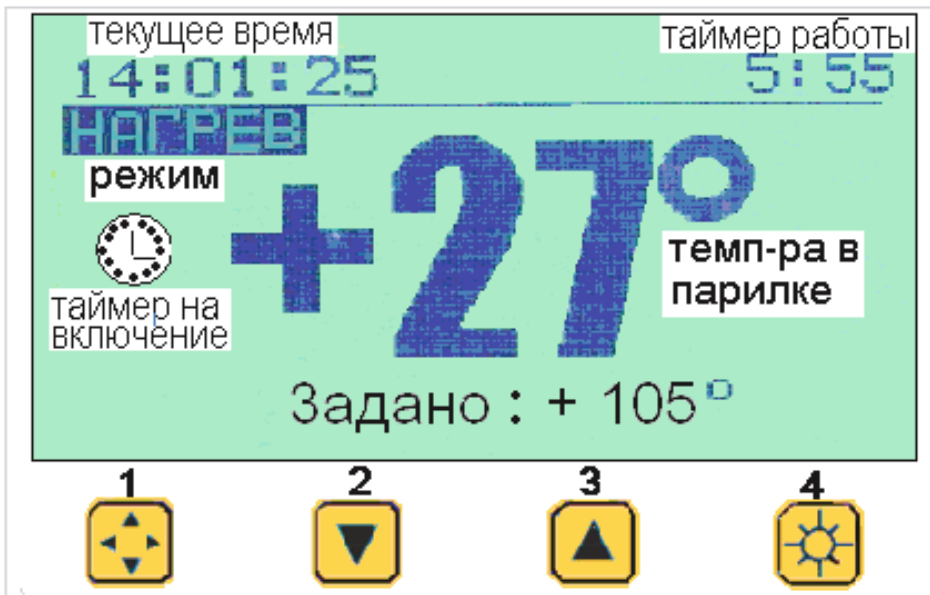 текущее время
таймер работы
14:01:25
5:55
НАГРЕВ
режим
+27°
темп-ра в
парилке
таймер на
включение
Задано : + 105°
1 2 3 4